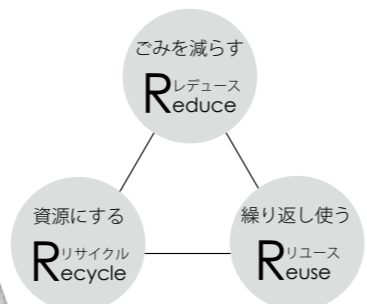 ごみを減らす
レデュース
Reduce
資源にする
リサイクル
Recycle
繰り返し使う
リユース
Reuse